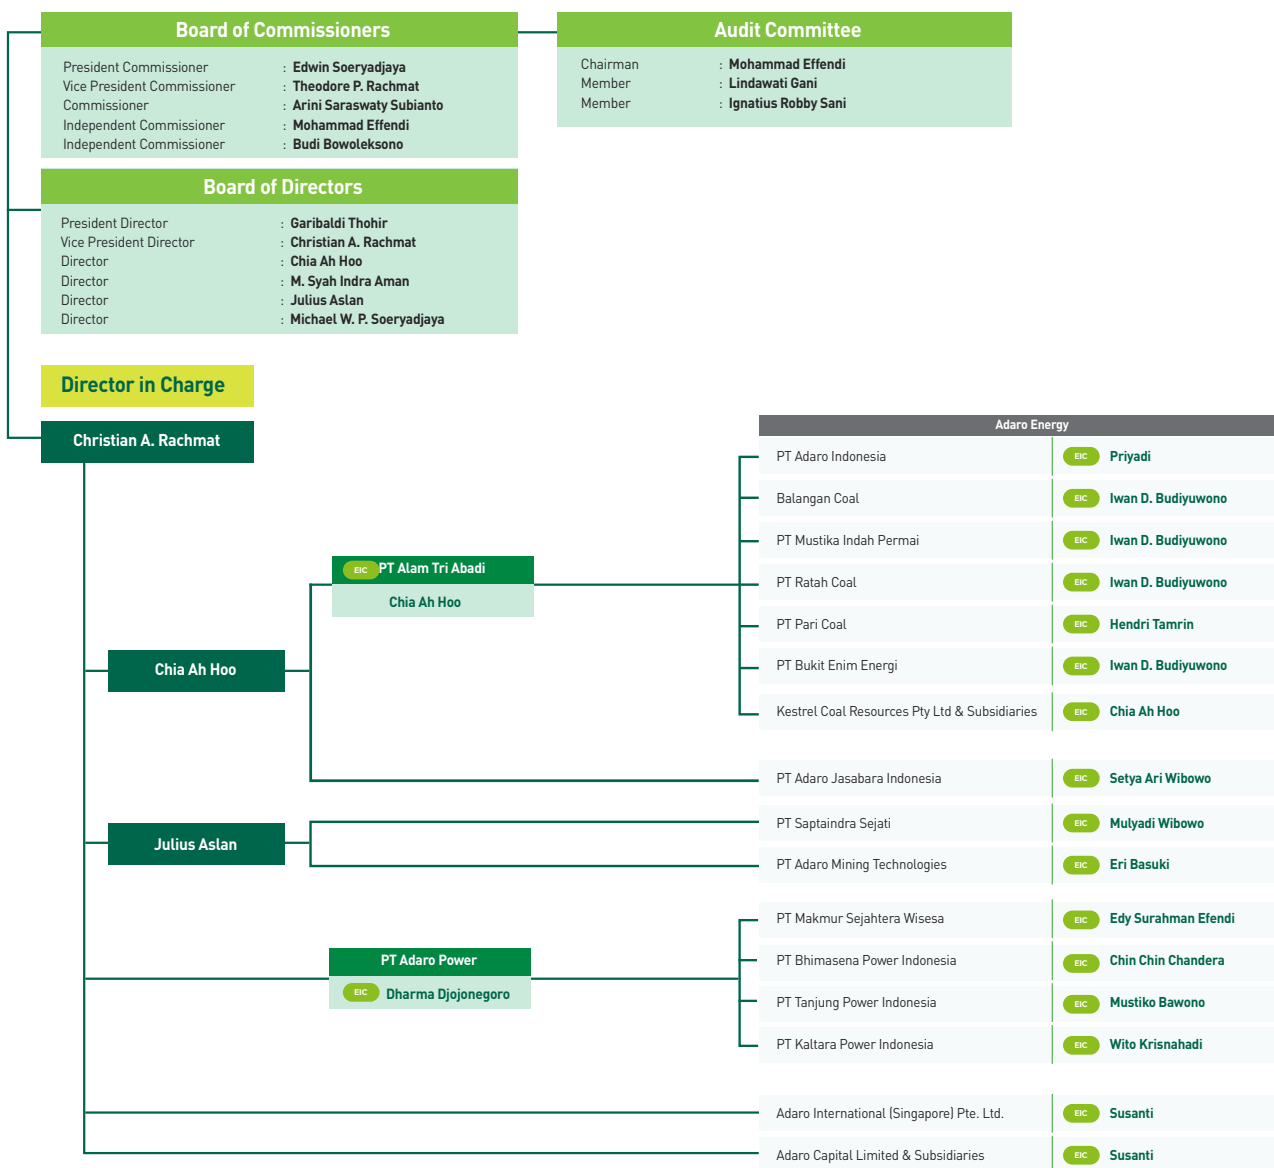 Board of Commissioners
President Commissioner : Edwin Soeryadjaya
Vice President Commissioner : Theodore P. Rachmat
Commissioner : Arini Saraswaty Subianto
Independent Commissioner : Mohammad Effendi
Independent Commissioner : Budi Bowoleksono
Audit Committee
Chairman : Mohammad Effendi
Member : Lindawati Gani
Member : Ignatius Robby Sani
Board of Directors
President Director : Garibaldi Thohir
Vice President Director : Christian A. Rachmat
Director : Chia Ah Hoo
Director : M. Syah Indra Aman
Director : Julius Aslan
Director : Michael W. P. Soeryadjaya
Director in Charge
Christian A. Rachmat
Adaro Energy
PT Adaro Indonesia EIC Priyadi
Balangan Coal EIC Iwan D. Budiyuwono
PT Mustika Indah Permai EIC Iwan D. Budiyuwono
EIC PT Alam Tri Abadi
Chia Ah Hoo
PT Ratah Coal EIC Iwan D. Budiyuwono
PT Pari Coal EIC Hendri Tamrin
Chia Ah Hoo
PT Bukit Enim Energi EIC Iwan D. Budiyuwono
Kestrel Coal Resources Pty Ltd & Subsidiaries EIC Chia Ah Hoo
PT Adaro Jasabara Indonesia EIC Setya Ari Wibowo
Julius Aslan
PT Saptaindra Sejati EIC Mulyadi Wibowo
PT Adaro Mining Technologies EIC Eri Basuki
PT Makmur Sejahtera Wisesa EIC Edy Surahman Efendi
PT Adaro Power
EIC Dharma Djojonegoro
PT Bhimasena Power Indonesia EIC Chin Chin Chandera
PT Tanjung Power Indonesia EIC Mustiko Bawono
PT Kaltara Power Indonesia EIC Wito Krisnahadi
Adaro International (Singapore) Pte. Ltd. EIC Susanti
Adaro Capital Limited & Subsidiaries EIC Susanti